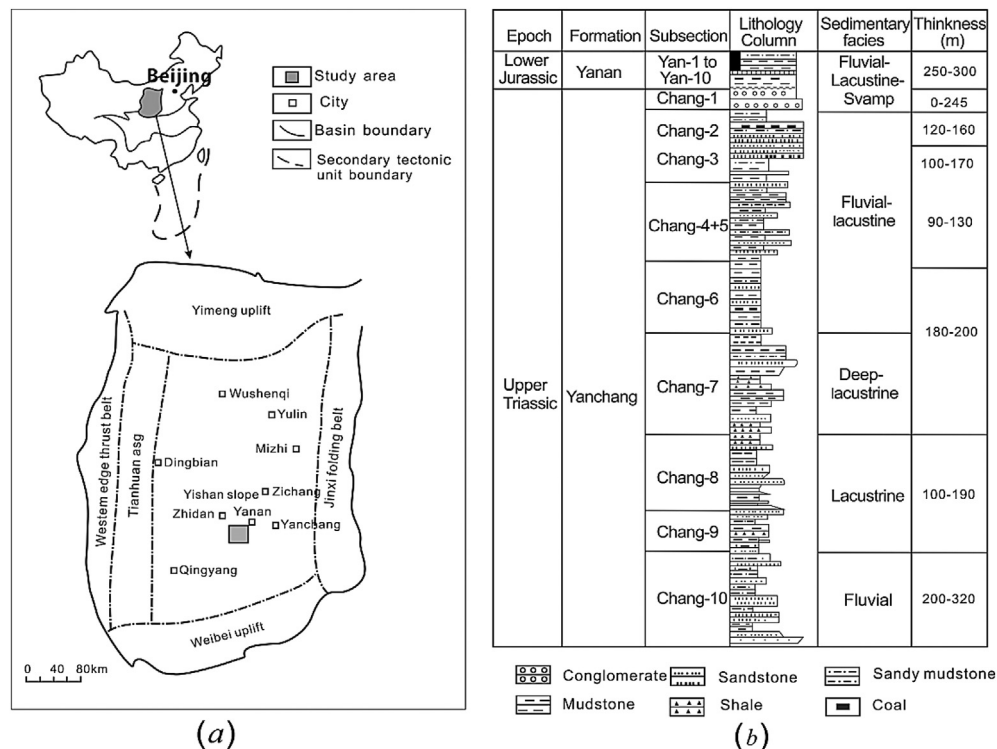 Beijing
Study area
City
Basin boundary
Secondary tectonic
unit boundary
Yimeng uplift
Western edge thrust belt
Tianhuan asg
Jinxi folding belt
Wushenqi
Yulin
Mizhi
Dingbian
Yishan slope
Zichang
Zhidan
Yanan
Yanchang
Qingyang
Weibei uplift
0 40 80km
(a)
Epoch
Formation
Subsection
Lithology
Column
Sedimentary
facies
Thinkness
(m)
Lower
Jurassic
Yanan
Yan-1 to
Yan-10
Fluvial-
Lacustine-
Svamp
250-300
Chang-1
0-245
Chang-2
120-160
Chang-3
100-170
Fluvial-
lacustine
Chang-4+5
90-130
Chang-6
180-200
Upper
Triassic
Yanchang
Chang-7
Deep-
lacustrine
Chang-8
Lacustrine
100-190
Chang-9
Chang-10
Fluvial
200-320
Conglomerate
Sandstone
Sandy mudstone
Mudstone
Shale
Coal
(b)